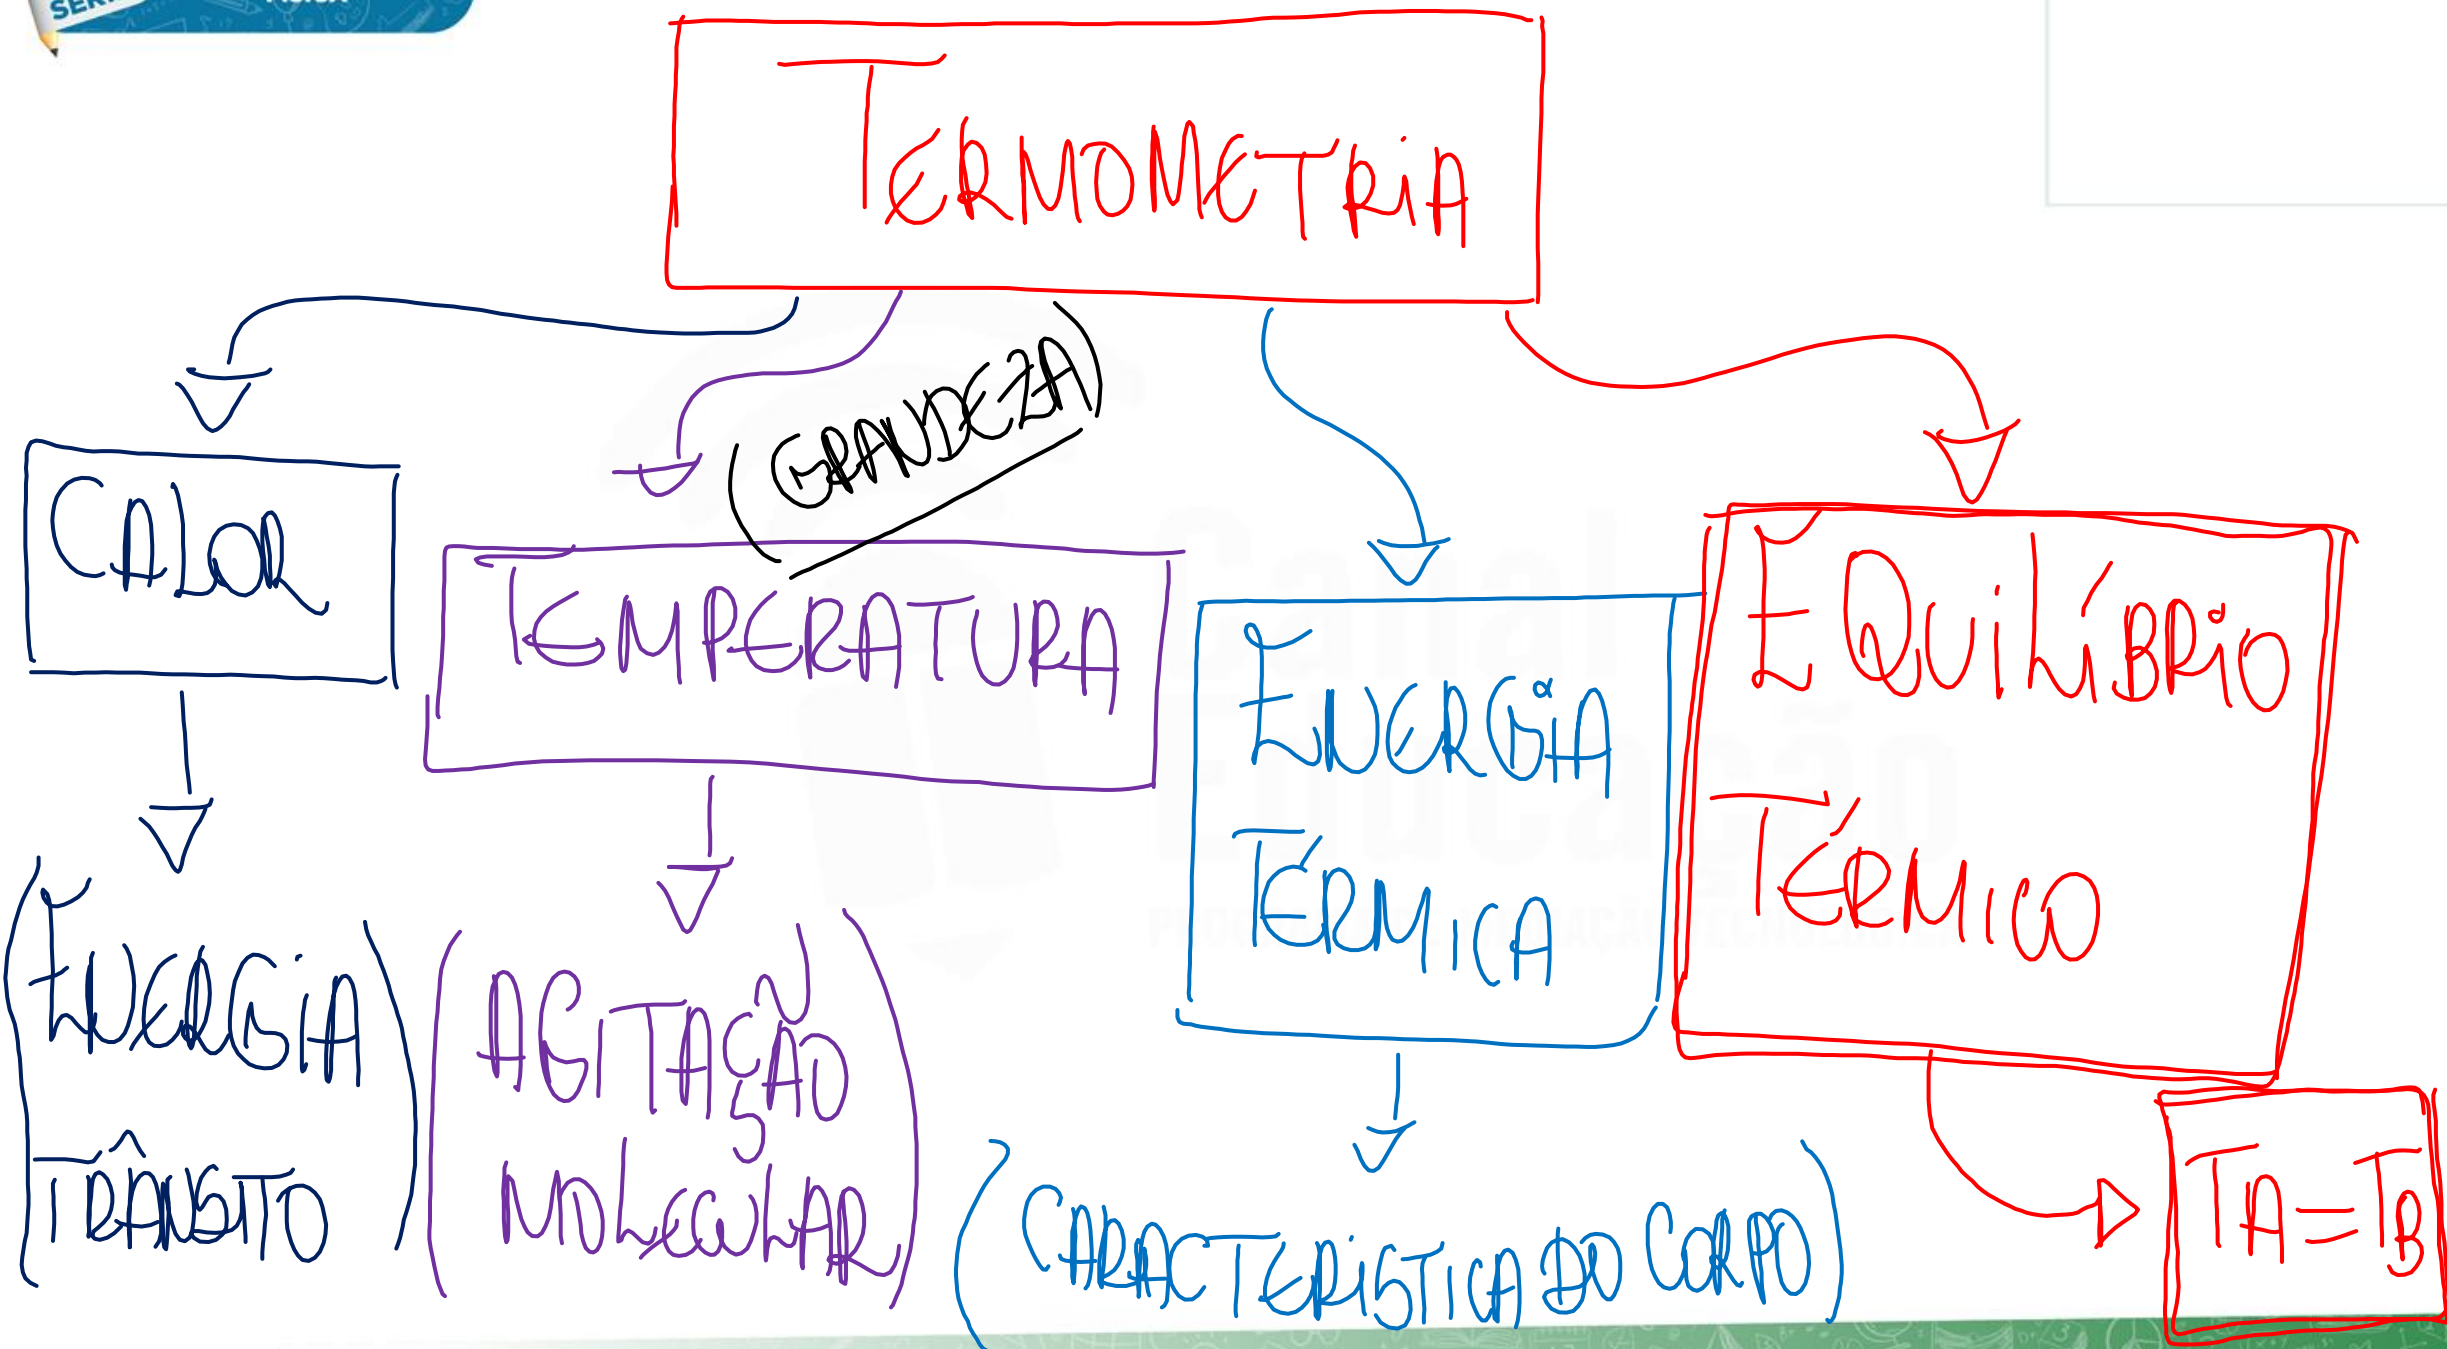 TERMOMETRIA
(GRANDEZA)
CALOR
TEMPERATURA
ENERGIA
TÉRMICA
EQUILÍBRIO
TÉRMICO
(ENERGIA
TRÂNSITO)
(AGITAÇÃO
MOLECULAR)
(CARACTERÍSTICA DO CORPO)
TA=TB